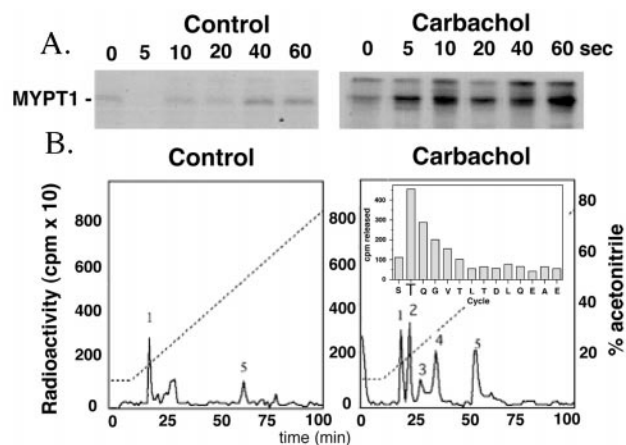 A. Control Carbachol
0 5 10 20 40 60 0 5 10 20 40 60 sec
MYPT1 -
B. Control Carbachol
Radioactivity (cpm x 10)
800
600
400
200
0
1
5
0 25 50 75 100
800
600
400
200
0
cpm released
400
300
200
100
0
S T Q G V T L T D L Q E A E
Cycle
1 2 3 4 5
0 25 50 75 100
80
60
40
20
% acetonitrile
time (min)